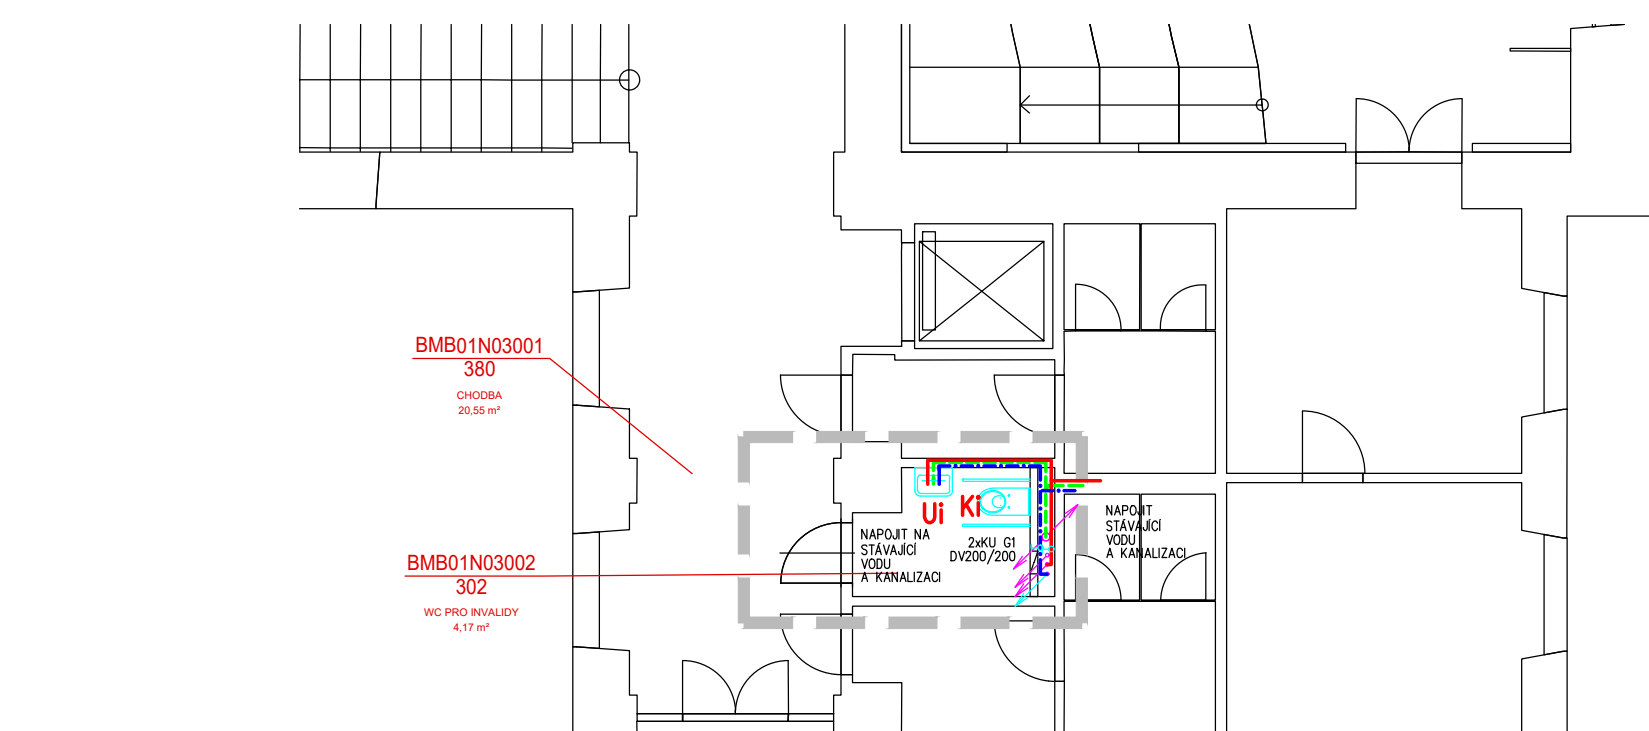 BMB01N03001
380
CHODBA
20,55 m²
BMB01N03002
302
WC PRO INVALIDY
4,17 m²
Ui
Ki
NAPOJIT NA
STÁVAJÍCÍ
VODU
A KANALIZACI
2xKU G1
DV200/200
NAPOJIT
STÁVAJÍCÍ
VODU
A KANALIZACI